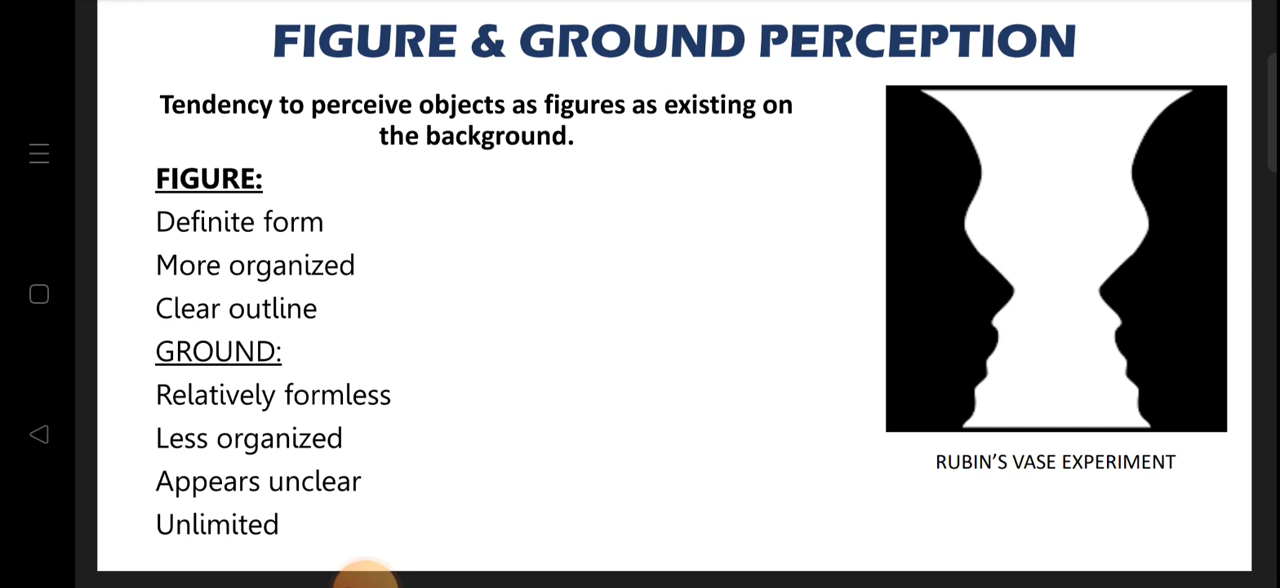 FIGURE & GROUND PERCEPTION
Tendency to perceive objects as figures as existing on
the background.
FIGURE:
Definite form
More organized
Clear outline
GROUND:
Relatively formless
Less organized
Appears unclear
Unlimited
RUBIN'S VASE EXPERIMENT